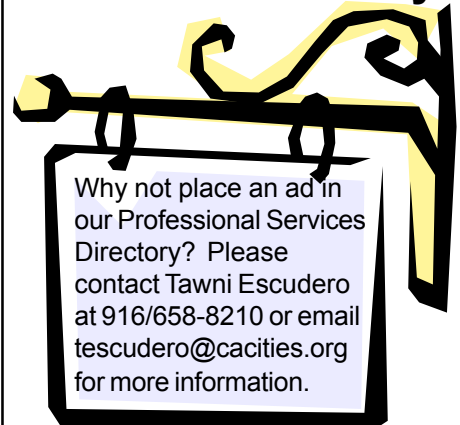 Why not place an ad in
our Professional Services
Directory?  Please
contact Tawni Escudero
at 916/658-8210 or email
tescudero@cacities.org
for more information.